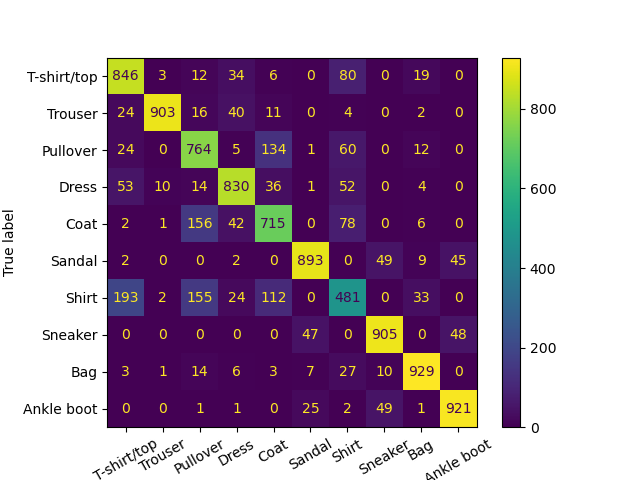 T-shirt/top 846 3 12 34 6 0 80 0 19 0
Trouser 24 903 16 40 11 0 4 0 2 0
Pullover 24 0 764 5 134 1 60 0 12 0
Dress 53 10 14 830 36 1 52 0 4 0
Coat 2 1 156 42 715 0 78 0 6 0
Sandal 2 0 0 2 0 893 0 49 9 45
Shirt 193 2 155 24 112 0 481 0 33 0
Sneaker 0 0 0 0 0 47 0 905 0 48
Bag 3 1 14 6 3 7 27 10 929 0
Ankle boot 0 0 1 1 0 25 2 49 1 921
T-shirt/top Trouser Pullover Dress Coat Sandal Shirt Sneaker Bag Ankle boot
True label
800
600
400
200
0